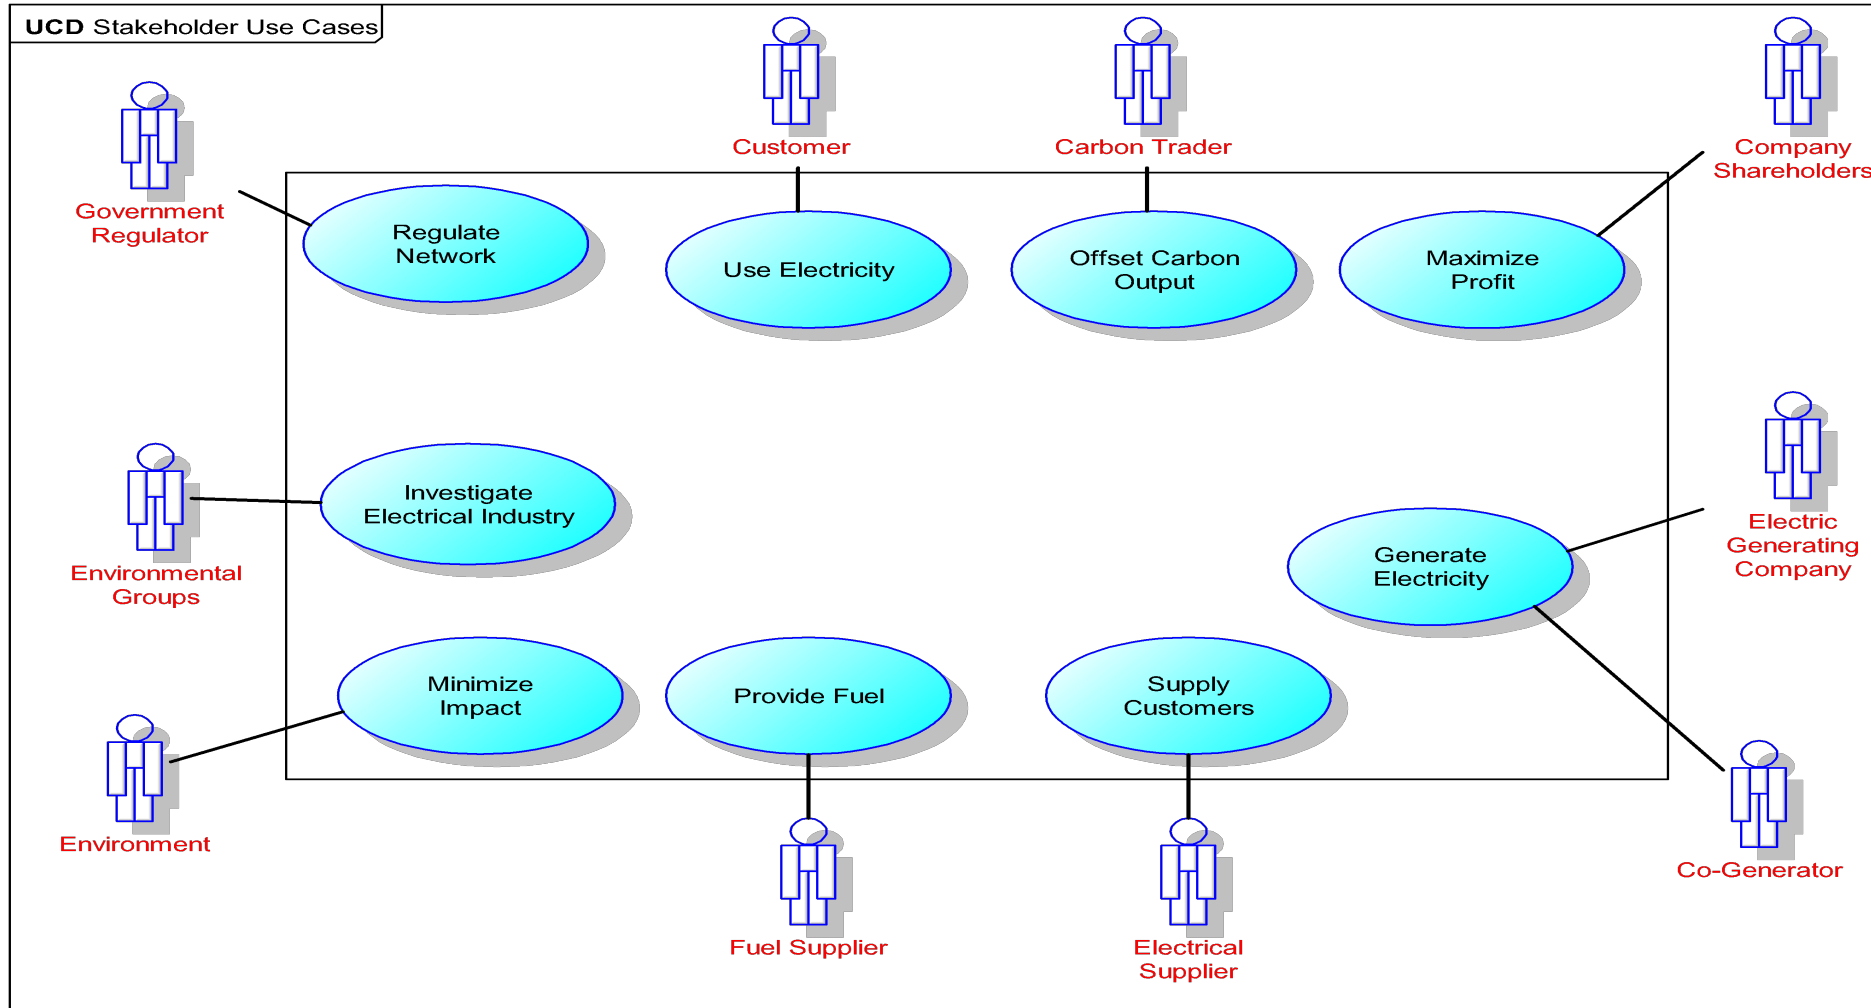 UCD Stakeholder Use Cases
Customer
Carbon Trader
Company
Shareholders
Government
Regulator
Regulate
Network
Use Electricity
Offset Carbon
Output
Maximize
Profit
Environmental
Groups
Investigate
Electrical Industry
Generate
Electricity
Electric
Generating
Company
Minimize
Impact
Provide Fuel
Supply
Customers
Environment
Fuel Supplier
Electrical
Supplier
Co-Generator